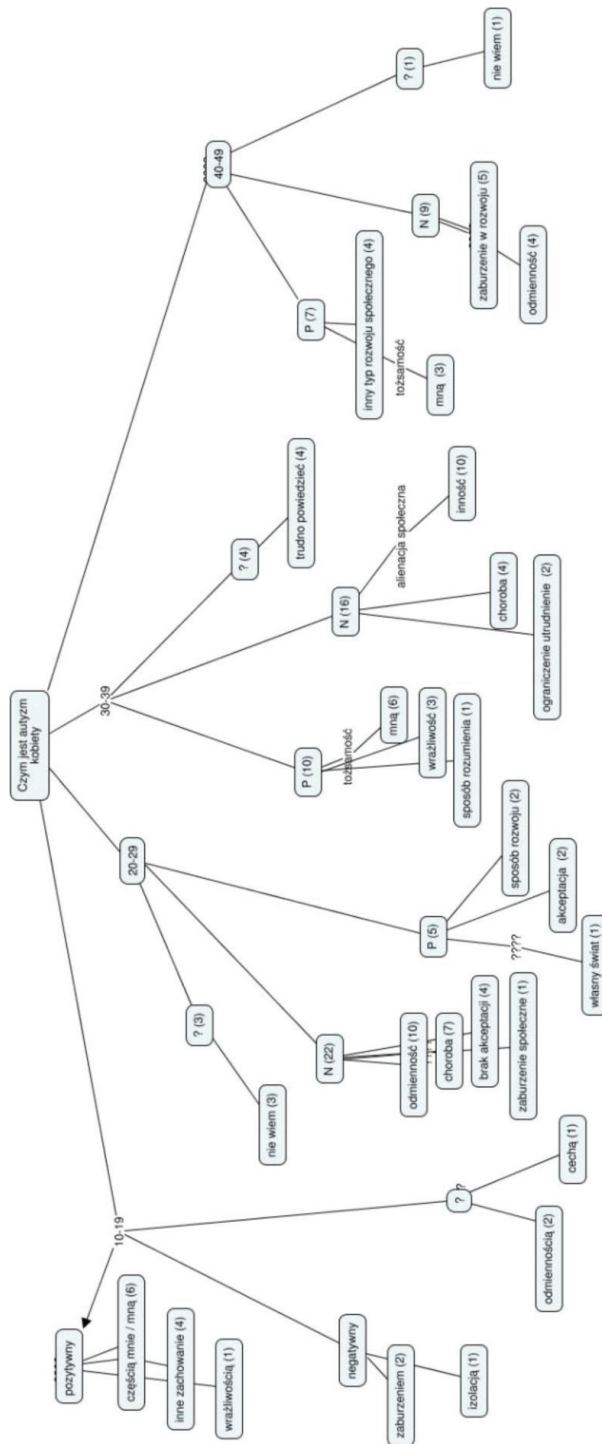 Czym jest autyzm
kobiety
10-19
pozytywny
częścią mnie / mną (6)
inne zachowanie (4)
wrażliwością (1)
negatywny
zaburzeniem (2)
izolacją (1)
? ?
odmiennością (2)
cechą (1)
20-29
? (3)
nie wiem (3)
N (22)
odmienność (10)
choroba (7)
brak akceptacji (4)
zaburzenie społeczne (1)
P (5)
sposób rozwoju (2)
akceptacja (2)
????
własny świat (1)
30-39
P (10)
tożsamość
mną (6)
wrażliwość (3)
sposób rozumienia (1)
N (16)
alienacja społeczna
inność (10)
choroba (4)
ograniczenie utrudnienie (2)
? (4)
trudno powiedzieć (4)
40-49
P (7)
inny typ rozwoju społecznego (4)
tożsamość
mną (3)
N (9)
zaburzenie w rozwoju (5)
odmienność (4)
? (1)
nie wiem (1)